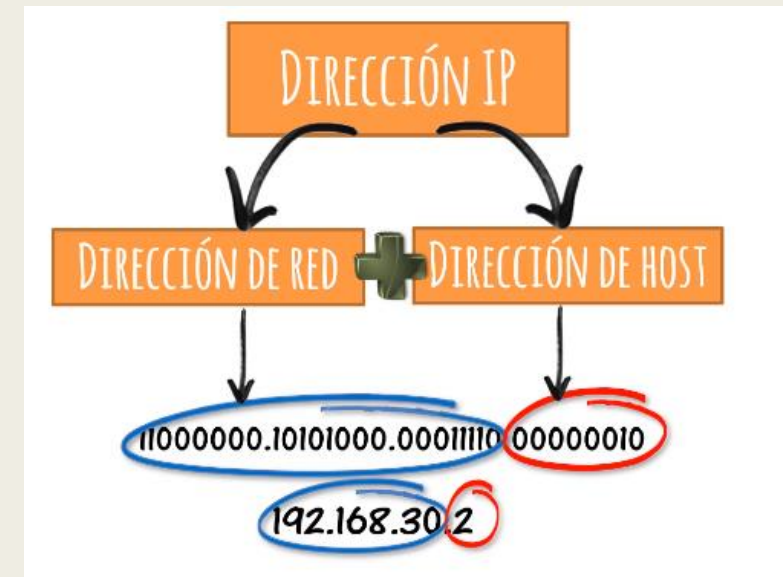 DIRECCIÓN IP
DIRECCIÓN DE RED
DIRECCIÓN DE HOST
11000000.10101000.00011110.00000010
192.168.30.2